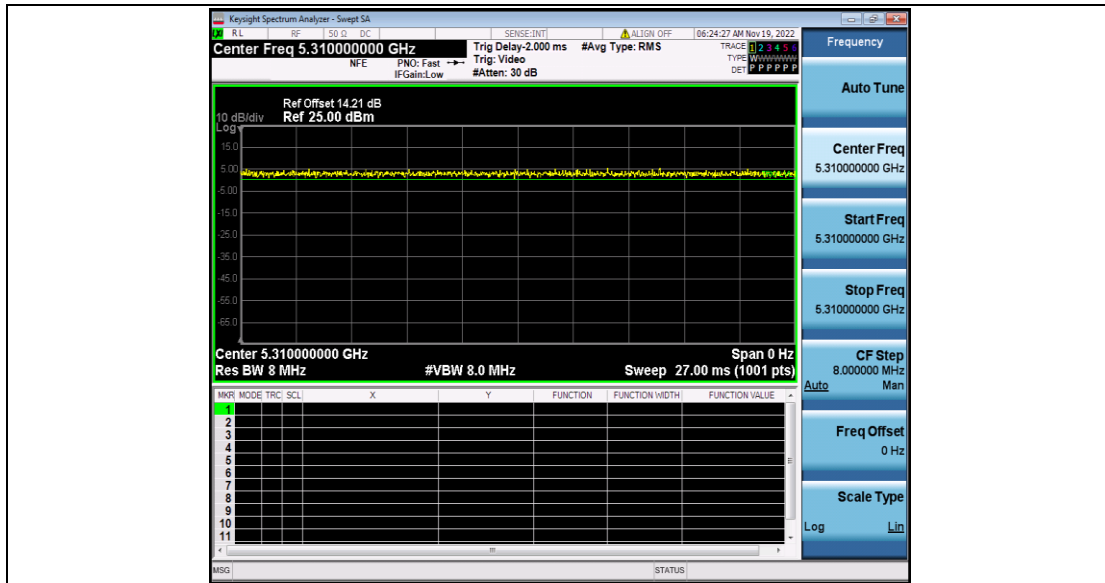 Keysight Spectrum Analyzer - Swept SA
RL RF 50 Ω DC SENSE:INT ALIGN OFF 06:24:27 AM Nov 19, 2022
Center Freq 5.310000000 GHz Trig Delay-2.000 ms #Avg Type: RMS TRACE 1 2 3 4 5 6
NFE PNO: Fast Trig: Video TYPE WWWWWW
IFGain:Low #Atten: 30 dB DET P P P P P P
Ref Offset 14.21 dB
10 dB/div Ref 25.00 dBm
Log
15.0
5.00
-5.00
-15.0
-25.0
-35.0
-45.0
-55.0
-65.0
Center 5.310000000 GHz Span 0 Hz
Res BW 8 MHz #VBW 8.0 MHz Sweep 27.00 ms (1001 pts)
MKR MODE TRC SCL X Y FUNCTION FUNCTION WIDTH FUNCTION VALUE
1
2
3
4
5
6
7
8
9
10
11
MSG STATUS
Frequency
Auto Tune
Center Freq
5.310000000 GHz
Start Freq
5.310000000 GHz
Stop Freq
5.310000000 GHz
CF Step
8.000000 MHz
Auto Man
Freq Offset
0 Hz
Scale Type
Log Lin